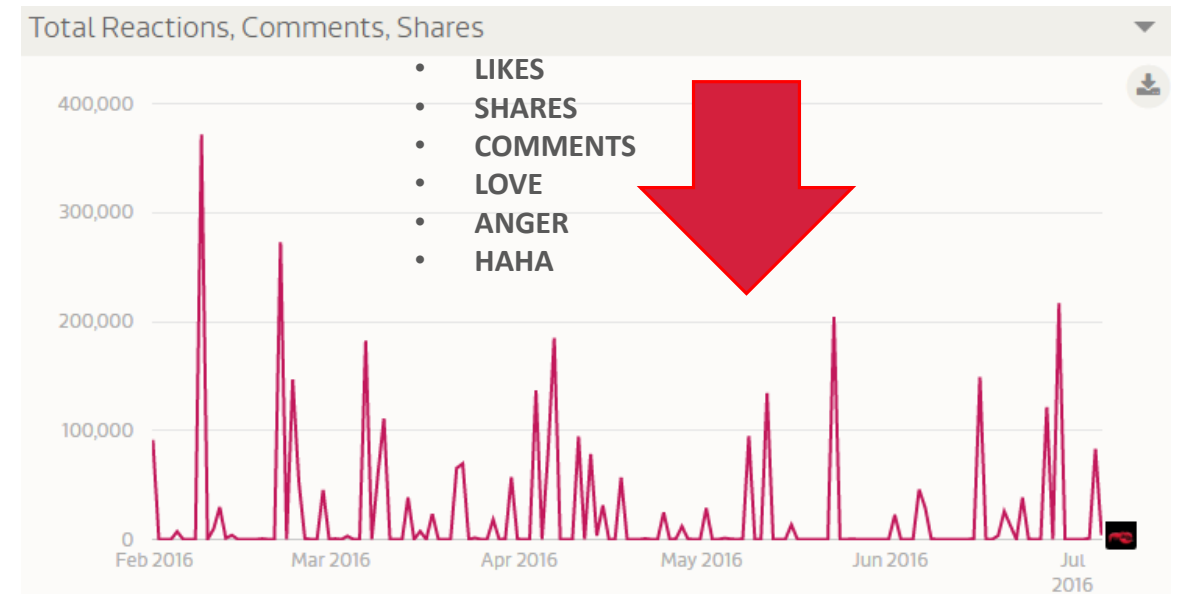 Total Reactions, Comments, Shares
• LIKES
• SHARES
• COMMENTS
• LOVE
• ANGER
• HAHA
400,000
300,000
200,000
100,000
0
Feb 2016 Mar 2016 Apr 2016 May 2016 Jun 2016 Jul
2016